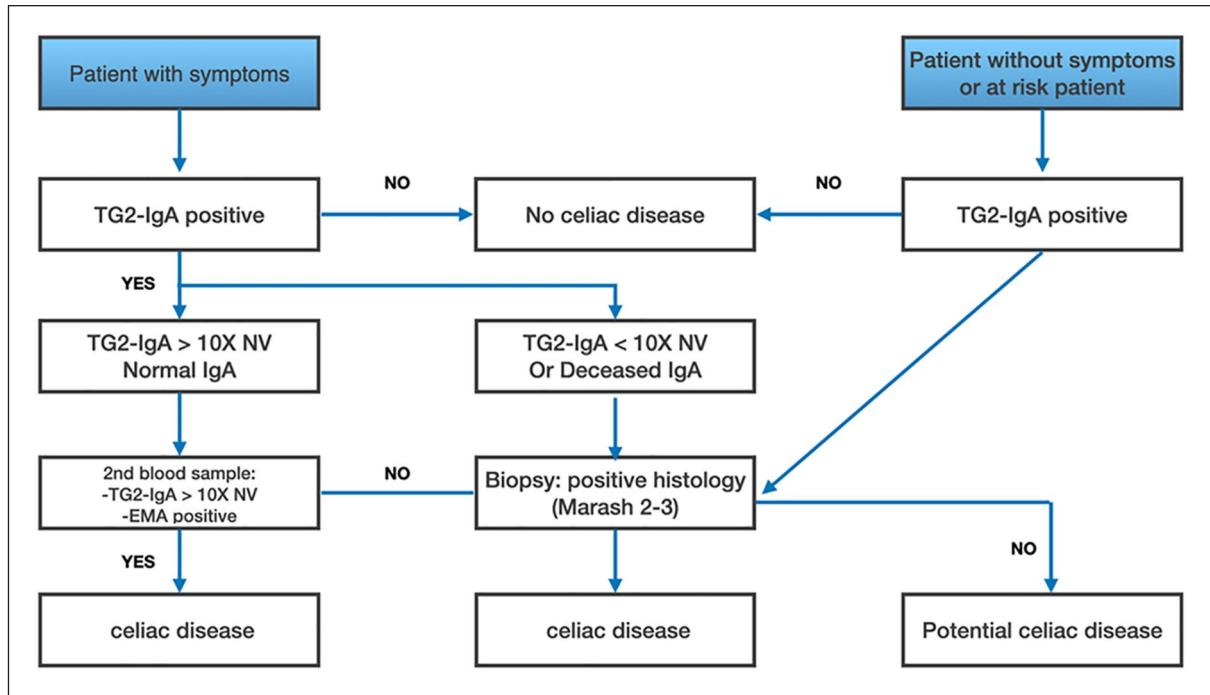 Patient with symptoms
Patient without symptoms
or at risk patient
TG2-IgA positive
NO
No celiac disease
NO
TG2-IgA positive
YES
TG2-IgA > 10X NV
Normal IgA
TG2-IgA < 10X NV
Or Deceased IgA
2nd blood sample:
-TG2-IgA > 10X NV
-EMA positive
NO
Biopsy: positive histology
(Marash 2-3)
YES
NO
celiac disease
celiac disease
Potential celiac disease